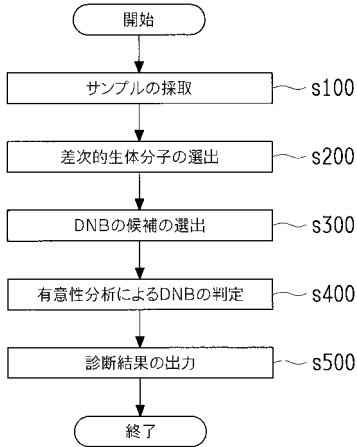 開始
サンプルの採取 s100
差次的生体分子の選出 s200
DNBの候補の選出 s300
有意性分析によるDNBの判定 s400
診断結果の出力 s500
終了